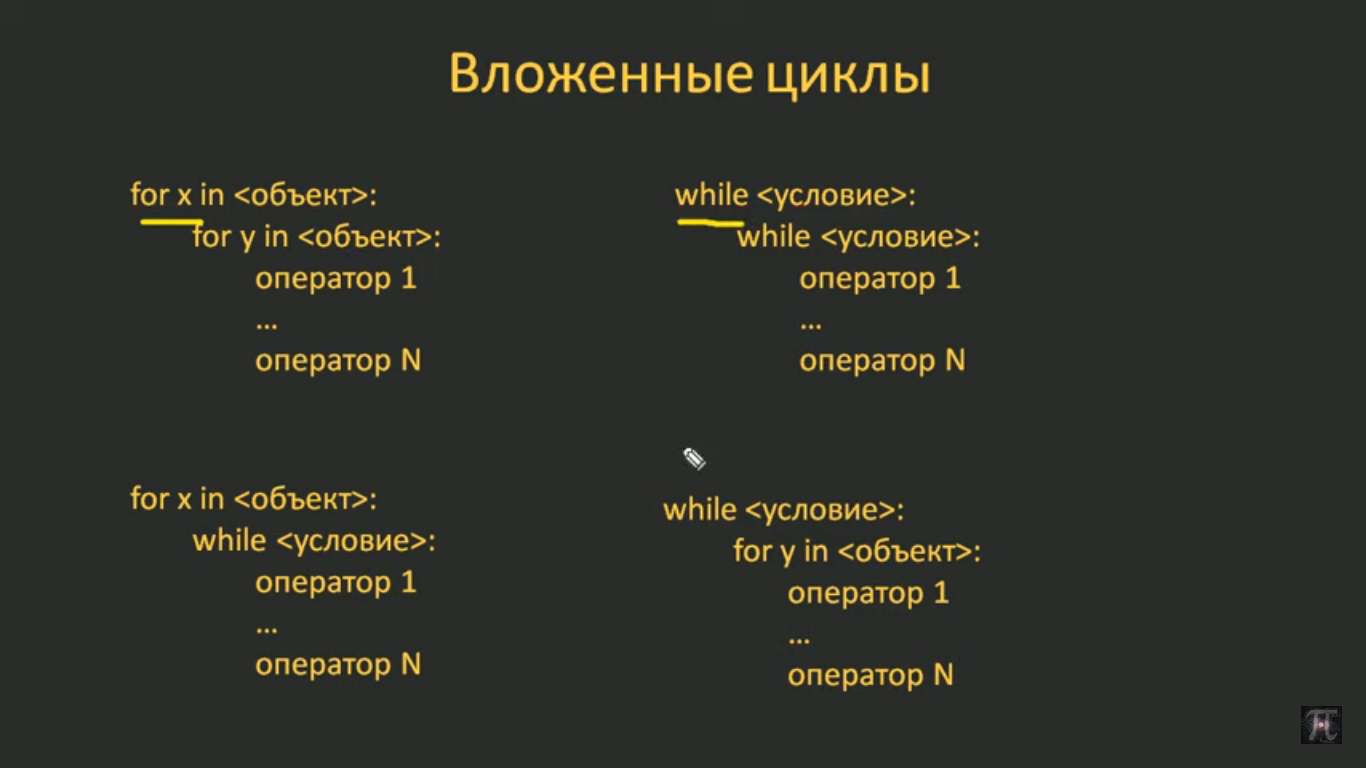 Вложенные циклы
for x in <объект>:
for y in <объект>:
оператор 1
...
оператор N
while <условие>:
while <условие>:
оператор 1
...
оператор N
for x in <объект>:
while <условие>:
оператор 1
...
оператор N
while <условие>:
for y in <объект>:
оператор 1
...
оператор N
π